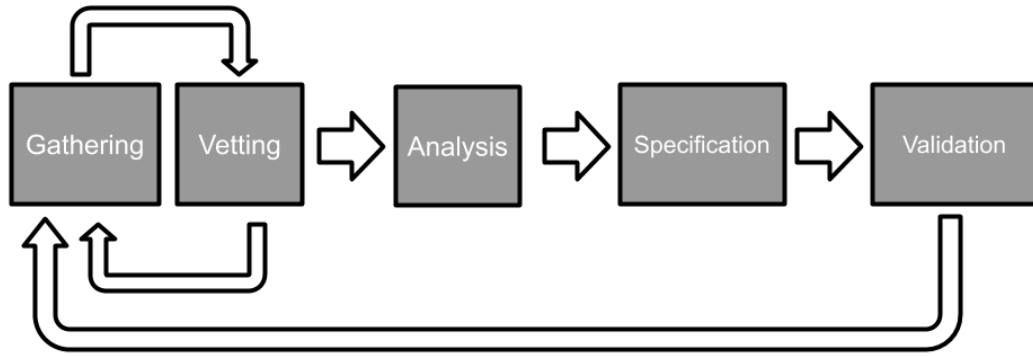 Gathering
Vetting
Analysis
Specification
Validation